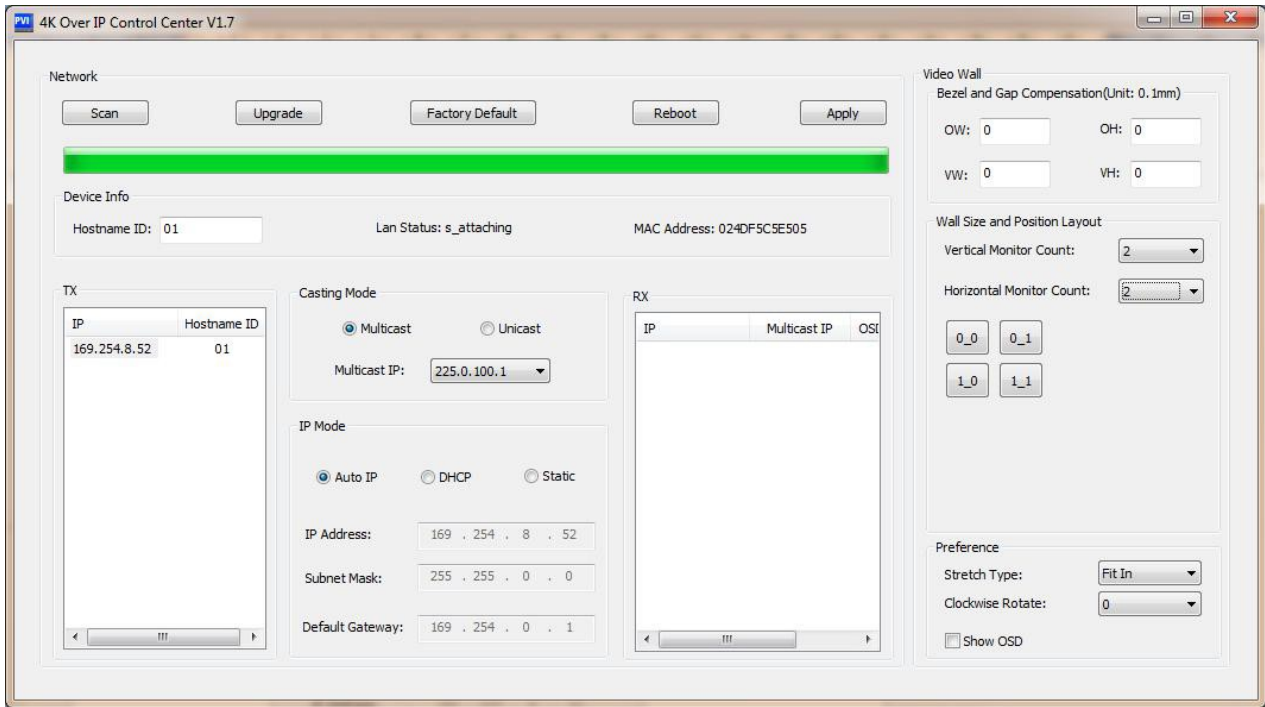 PVI 4K Over IP Control Center V1.7
Network
Scan Upgrade Factory Default Reboot Apply
Device Info
Hostname ID: 01 Lan Status: s_attaching MAC Address: 024DF5C5E505
TX
IP Hostname ID
169.254.8.52 01
Casting Mode
Multicast Unicast
Multicast IP: 225.0.100.1
IP Mode
Auto IP DHCP Static
IP Address: 169 . 254 . 8 . 52
Subnet Mask: 255 . 255 . 0 . 0
Default Gateway: 169 . 254 . 0 . 1
RX
IP Multicast IP OSD
Video Wall
Bezel and Gap Compensation(Unit: 0.1mm)
OW: 0 OH: 0
VW: 0 VH: 0
Wall Size and Position Layout
Vertical Monitor Count: 2
Horizontal Monitor Count: 2
0_0 0_1
1_0 1_1
Preference
Stretch Type: Fit In
Clockwise Rotate: 0
Show OSD